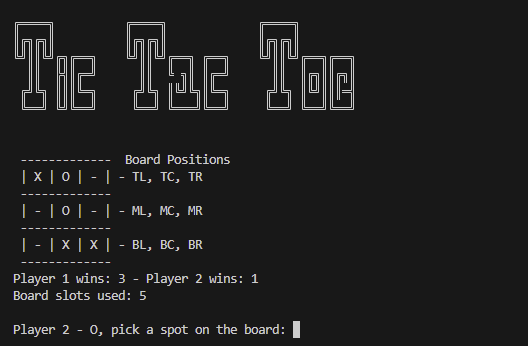 Tic Tac Toe
------------- Board Positions
| X | O | - | - TL, TC, TR
-------------
| - | O | - | - ML, MC, MR
-------------
| - | X | X | - BL, BC, BR
-------------
Player 1 wins: 3 - Player 2 wins: 1
Board slots used: 5
Player 2 - O, pick a spot on the board: